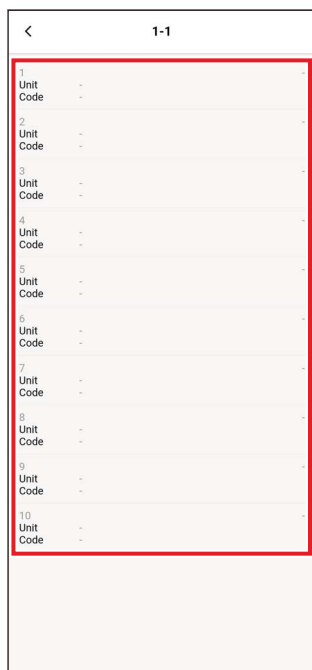 1-1
1 -
Unit -
Code -
2 -
Unit -
Code -
3 -
Unit -
Code -
4 -
Unit -
Code -
5 -
Unit -
Code -
6 -
Unit -
Code -
7 -
Unit -
Code -
8 -
Unit -
Code -
9 -
Unit -
Code -
10 -
Unit -
Code -